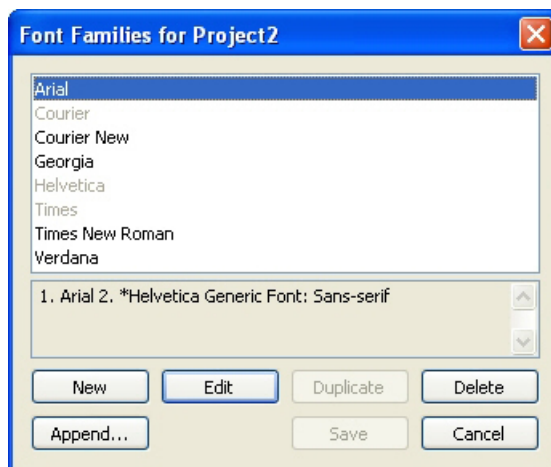 Font Families for Project2
Arial
Courier
Courier New
Georgia
Helvetica
Times
Times New Roman
Verdana
1. Arial 2. *Helvetica Generic Font: Sans-serif
New Edit Duplicate Delete
Append... Save Cancel